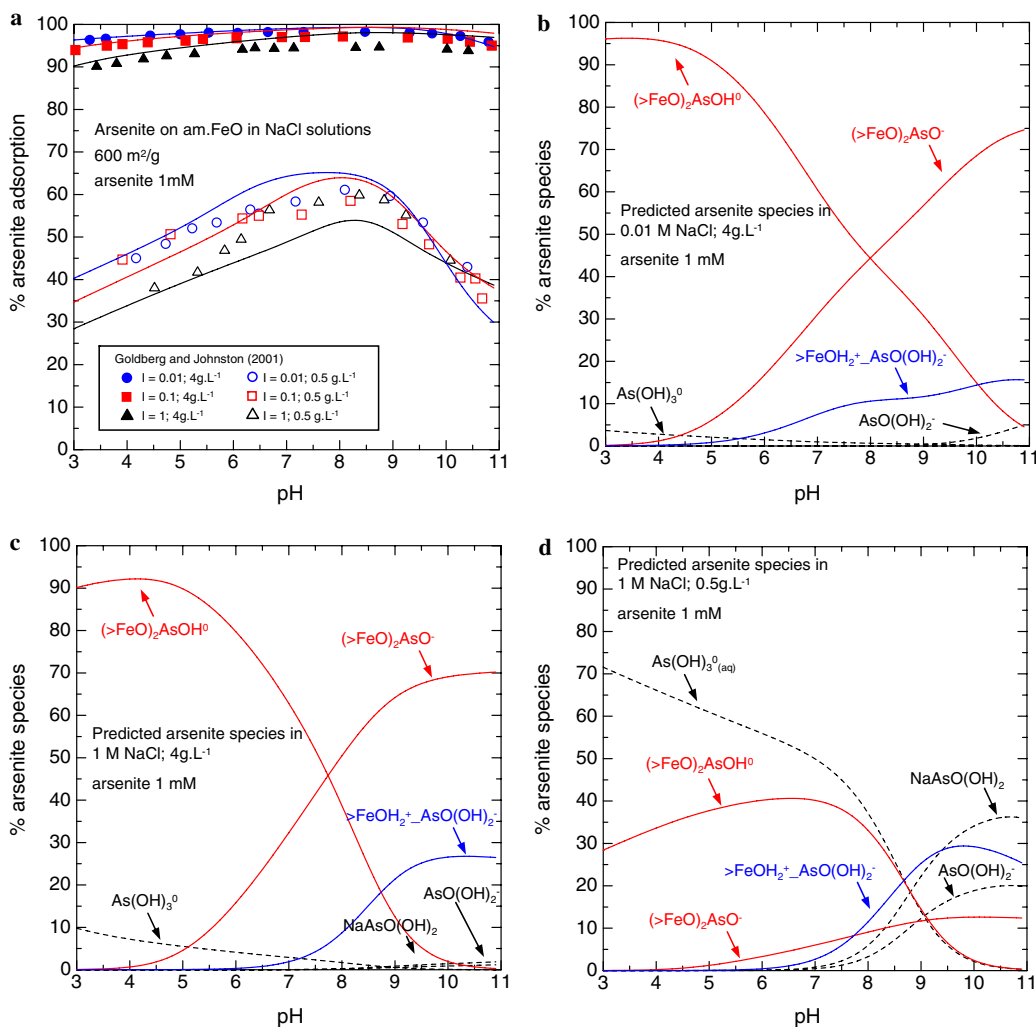 a
% arsenite adsorption
100
90
80
70
60
50
40
30
20
10
0
Arsenite on am.FeO in NaCl solutions
600 m²/g
arsenite 1mM
Goldberg and Johnston (2001)
I = 0.01; 4g.L⁻¹ I = 0.01; 0.5 g.L⁻¹
I = 0.1; 4g.L⁻¹ I = 0.1; 0.5 g.L⁻¹
I = 1; 4g.L⁻¹ I = 1; 0.5 g.L⁻¹
3 4 5 6 7 8 9 10 11
pH
b
% arsenite species
100
90
80
70
60
50
40
30
20
10
0
(>FeO)₂AsOH⁰
(>FeO)₂AsO⁻
Predicted arsenite species in
0.01 M NaCl; 4g.L⁻¹
arsenite 1 mM
>FeOH₂⁺_AsO(OH)₂⁻
As(OH)₃⁰
AsO(OH)₂⁻
3 4 5 6 7 8 9 10 11
pH
c
% arsenite species
100
90
80
70
60
50
40
30
20
10
0
(>FeO)₂AsOH⁰
(>FeO)₂AsO⁻
Predicted arsenite species in
1 M NaCl; 4g.L⁻¹
arsenite 1 mM
>FeOH₂⁺_AsO(OH)₂⁻
As(OH)₃⁰
AsO(OH)₂⁻
NaAsO(OH)₂
3 4 5 6 7 8 9 10 11
pH
d
% arsenite species
100
90
80
70
60
50
40
30
20
10
0
Predicted arsenite species in
1 M NaCl; 0.5g.L⁻¹
arsenite 1 mM
As(OH)₃⁰(aq)
(>FeO)₂AsOH⁰
NaAsO(OH)₂
>FeOH₂⁺_AsO(OH)₂⁻
AsO(OH)₂⁻
(>FeO)₂AsO⁻
3 4 5 6 7 8 9 10 11
pH